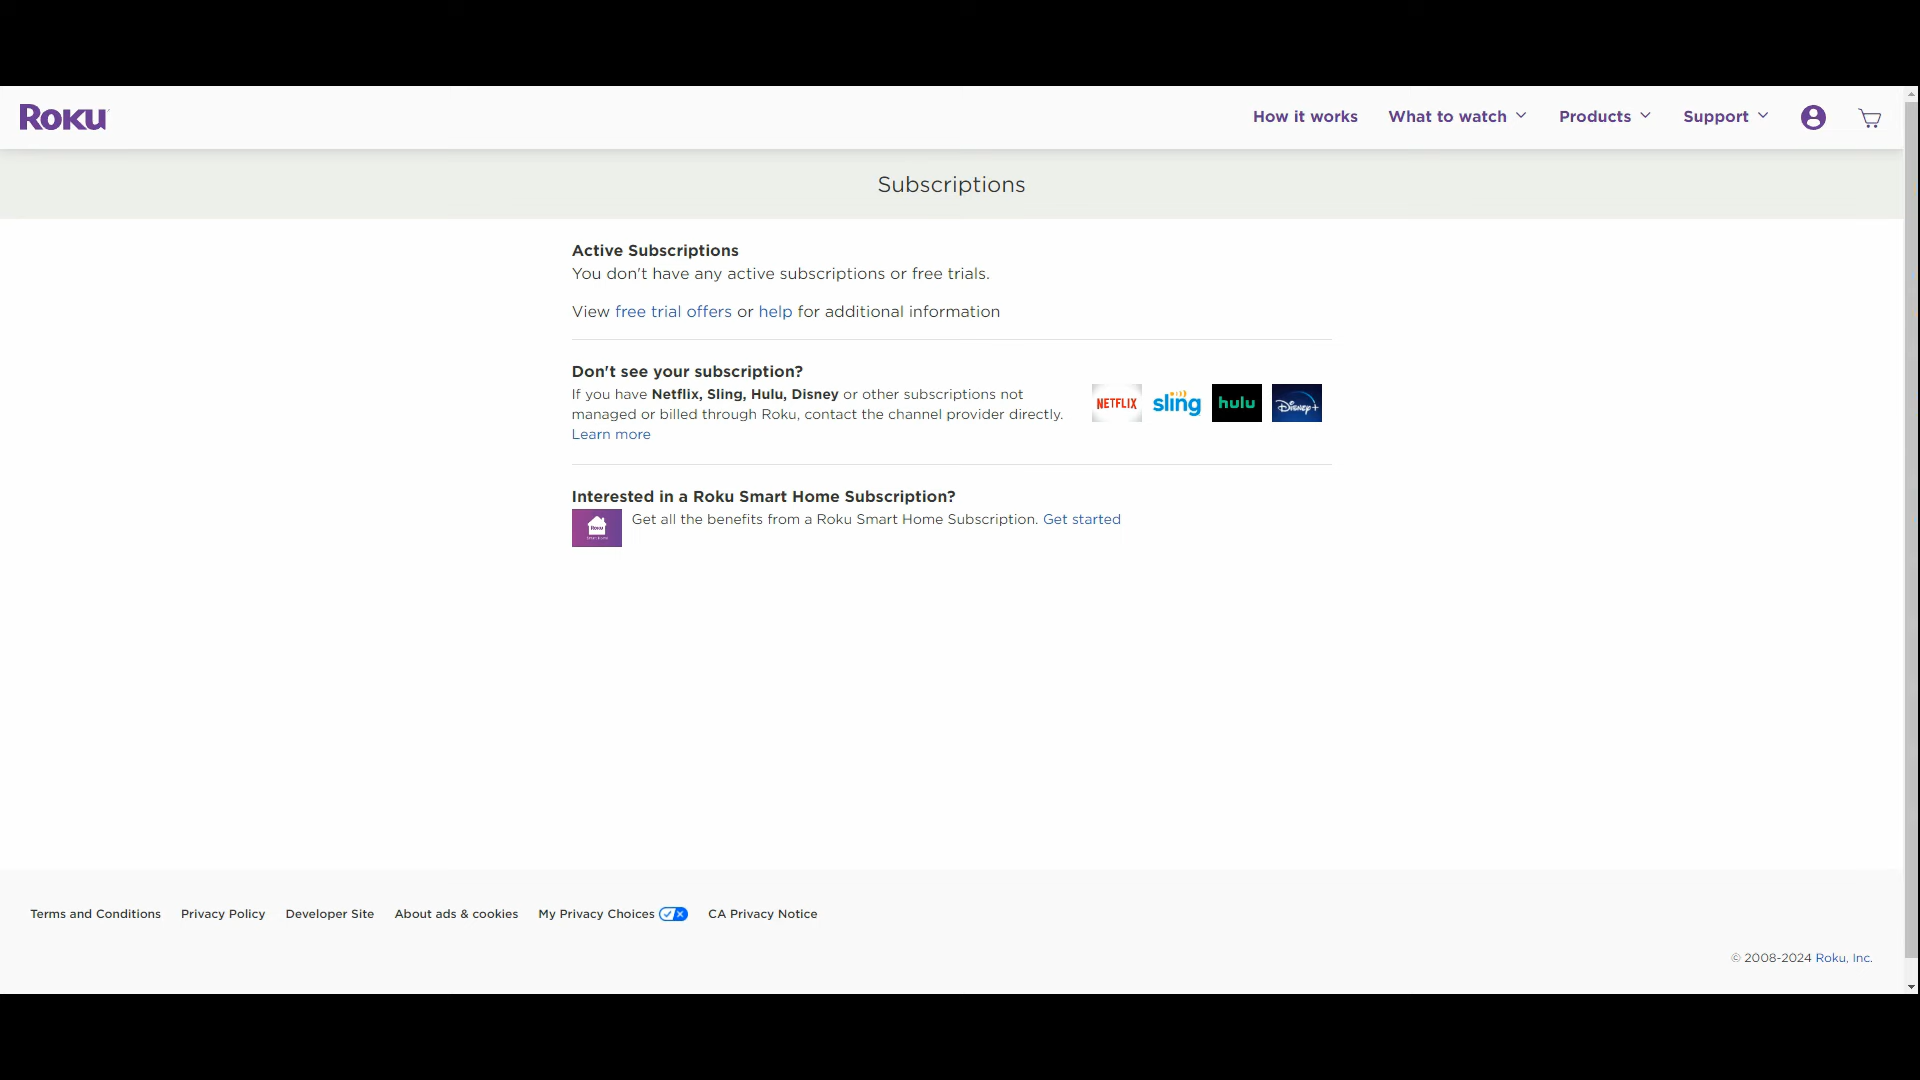 Roku
How it works
What to watch
Products
Support
Subscriptions
Active Subscriptions
You don't have any active subscriptions or free trials.
View free trial offers or help for additional information
Don't see your subscription?
If you have Netflix, Sling, Hulu, Disney or other subscriptions not
managed or billed through Roku, contact the channel provider directly.
Learn more
NETFLIX
sling
hulu
Disney+
Interested in a Roku Smart Home Subscription?
Roku
Get all the benefits from a Roku Smart Home Subscription. Get started
Terms and Conditions
Privacy Policy
Developer Site
About ads & cookies
My Privacy Choices
CA Privacy Notice
© 2008-2024 Roku, Inc.